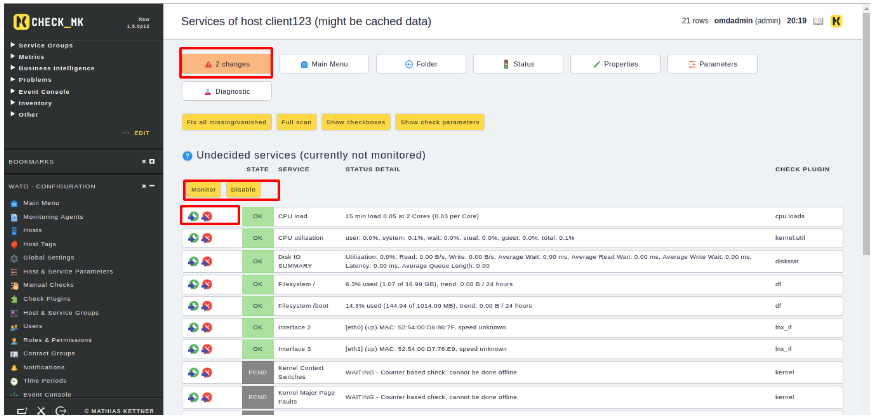 CHECK_MK
Raw
1.5.0p12
Service Groups
Metrics
Business Intelligence
Problems
Event Console
Inventory
Other
EDIT
BOOKMARKS
WATO · CONFIGURATION
Main Menu
Monitoring Agents
Hosts
Host Tags
Global Settings
Host & Service Parameters
Manual Checks
Check Plugins
Host & Service Groups
Users
Roles & Permissions
Contact Groups
Notifications
Time Periods
Event Console
© MATHIAS KETTNER
Services of host client123 (might be cached data)
21 rows omdadmin (admin) 20:19
2 changes Main Menu Folder Status Properties Parameters
Diagnostic
Fix all missing/vanished Full scan Show checkboxes Show check parameters
Undecided services (currently not monitored)
STATE SERVICE STATUS DETAIL CHECK PLUGIN
Monitor Disable
OK CPU load 15 min load 0.05 at 2 Cores (0.03 per Core) cpu.loads
OK CPU utilization user: 0.0%, system: 0.1%, wait: 0.0%, steal: 0.0%, guest: 0.0%, total: 0.1% kernel.util
OK Disk IO SUMMARY Utilization: 0.0%, Read: 0.00 B/s, Write: 0.00 B/s, Average Wait: 0.00 ms, Average Read Wait: 0.00 ms, Average Write Wait: 0.00 ms, diskstat
Latency: 0.00 ms, Average Queue Length: 0.00
OK Filesystem / 6.3% used (1.07 of 16.99 GB), trend: 0.00 B / 24 hours df
OK Filesystem /boot 14.3% used (144.94 of 1014.00 MB), trend: 0.00 B / 24 hours df
OK Interface 2 [eth0] (up) MAC: 52:54:00:D6:86:7F, speed unknown lnx_if
OK Interface 3 [eth1] (up) MAC: 52:54:00:D7:78:E9, speed unknown lnx_if
PEND Kernel Context Switches WAITING - Counter based check, cannot be done offline kernel
PEND Kernel Major Page Faults WAITING - Counter based check, cannot be done offline kernel